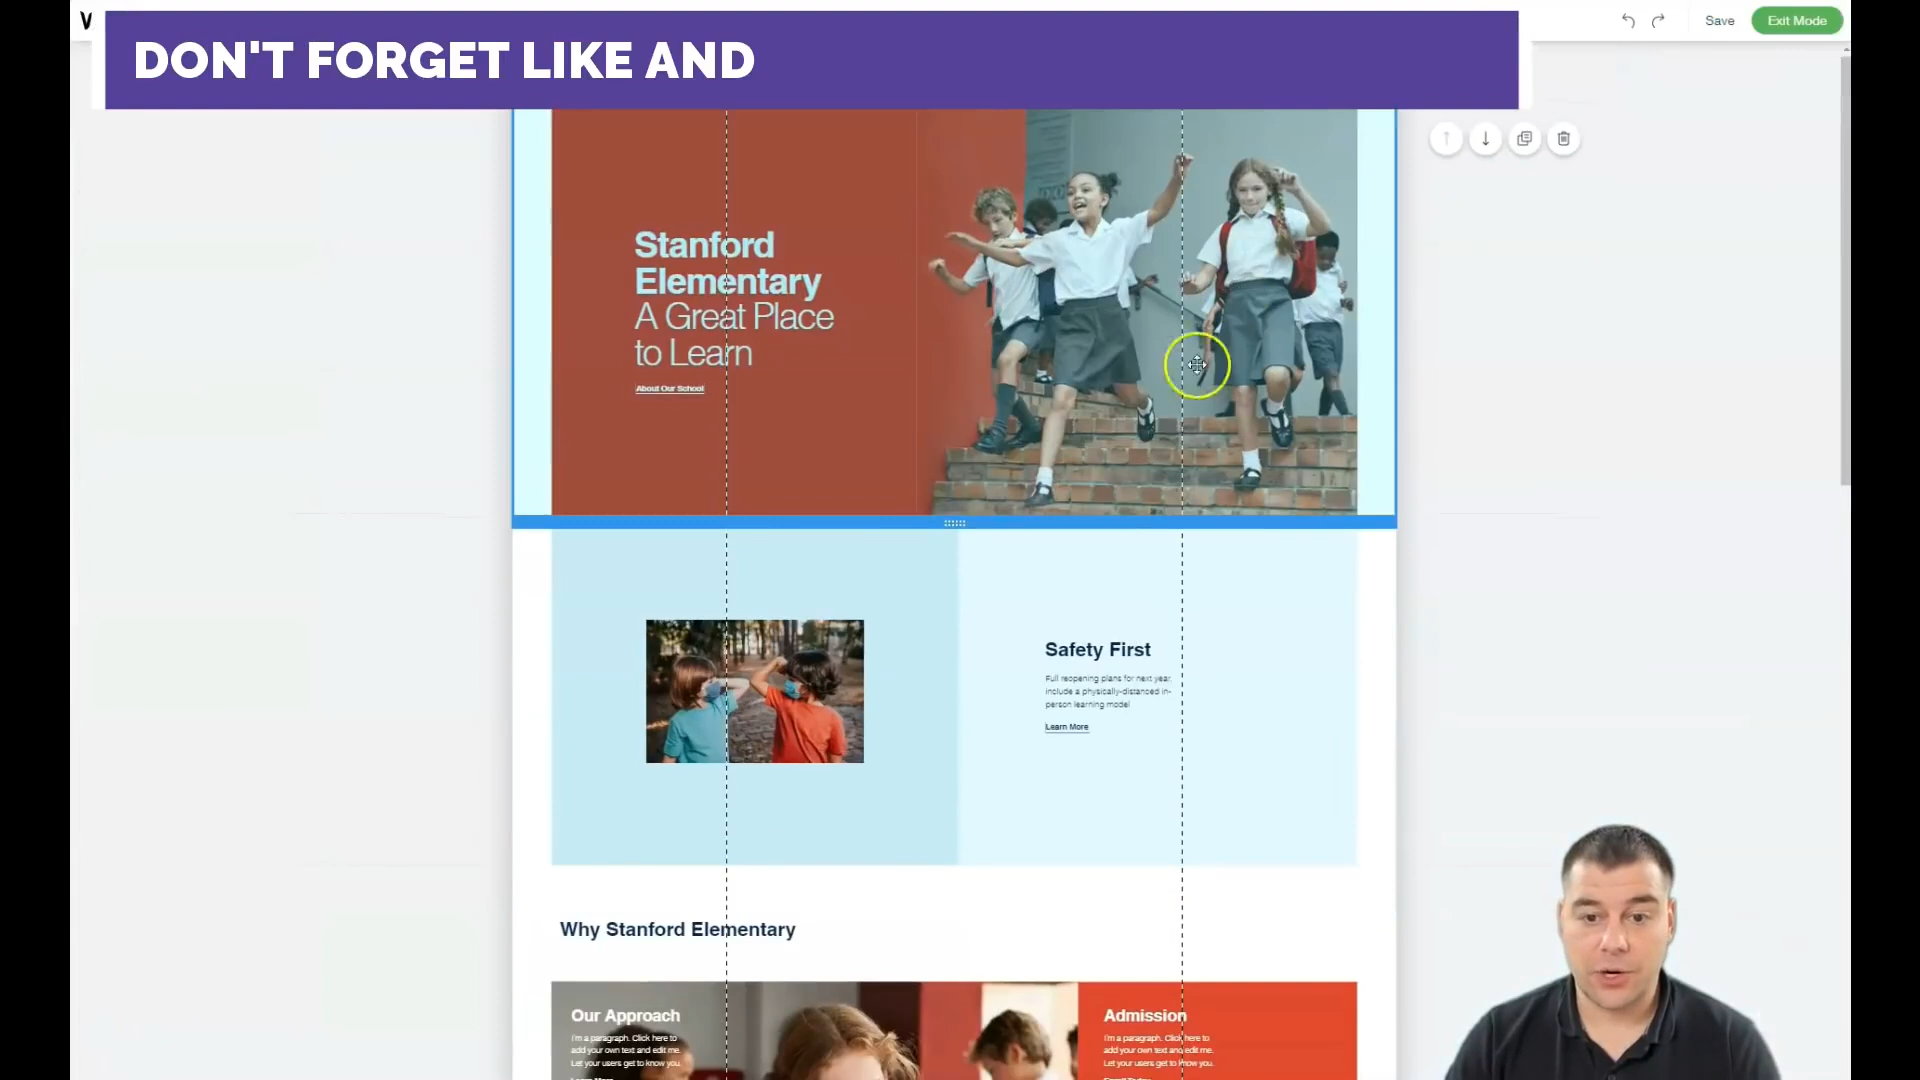 DON'T FORGET LIKE AND
Save
Exit Mode
Stanford
Elementary
A Great Place
to Learn
About Our School
Safety First
Full reopening plans for next year,
include a physically-distanced in-
person learning model
Learn More
Why Stanford Elementary
Our Approach
I'm a paragraph. Click here to
add your own text and edit me.
Let your users get to know you.
Admission
I'm a paragraph. Click here to
add your own text and edit me.
Let your users get to know you.